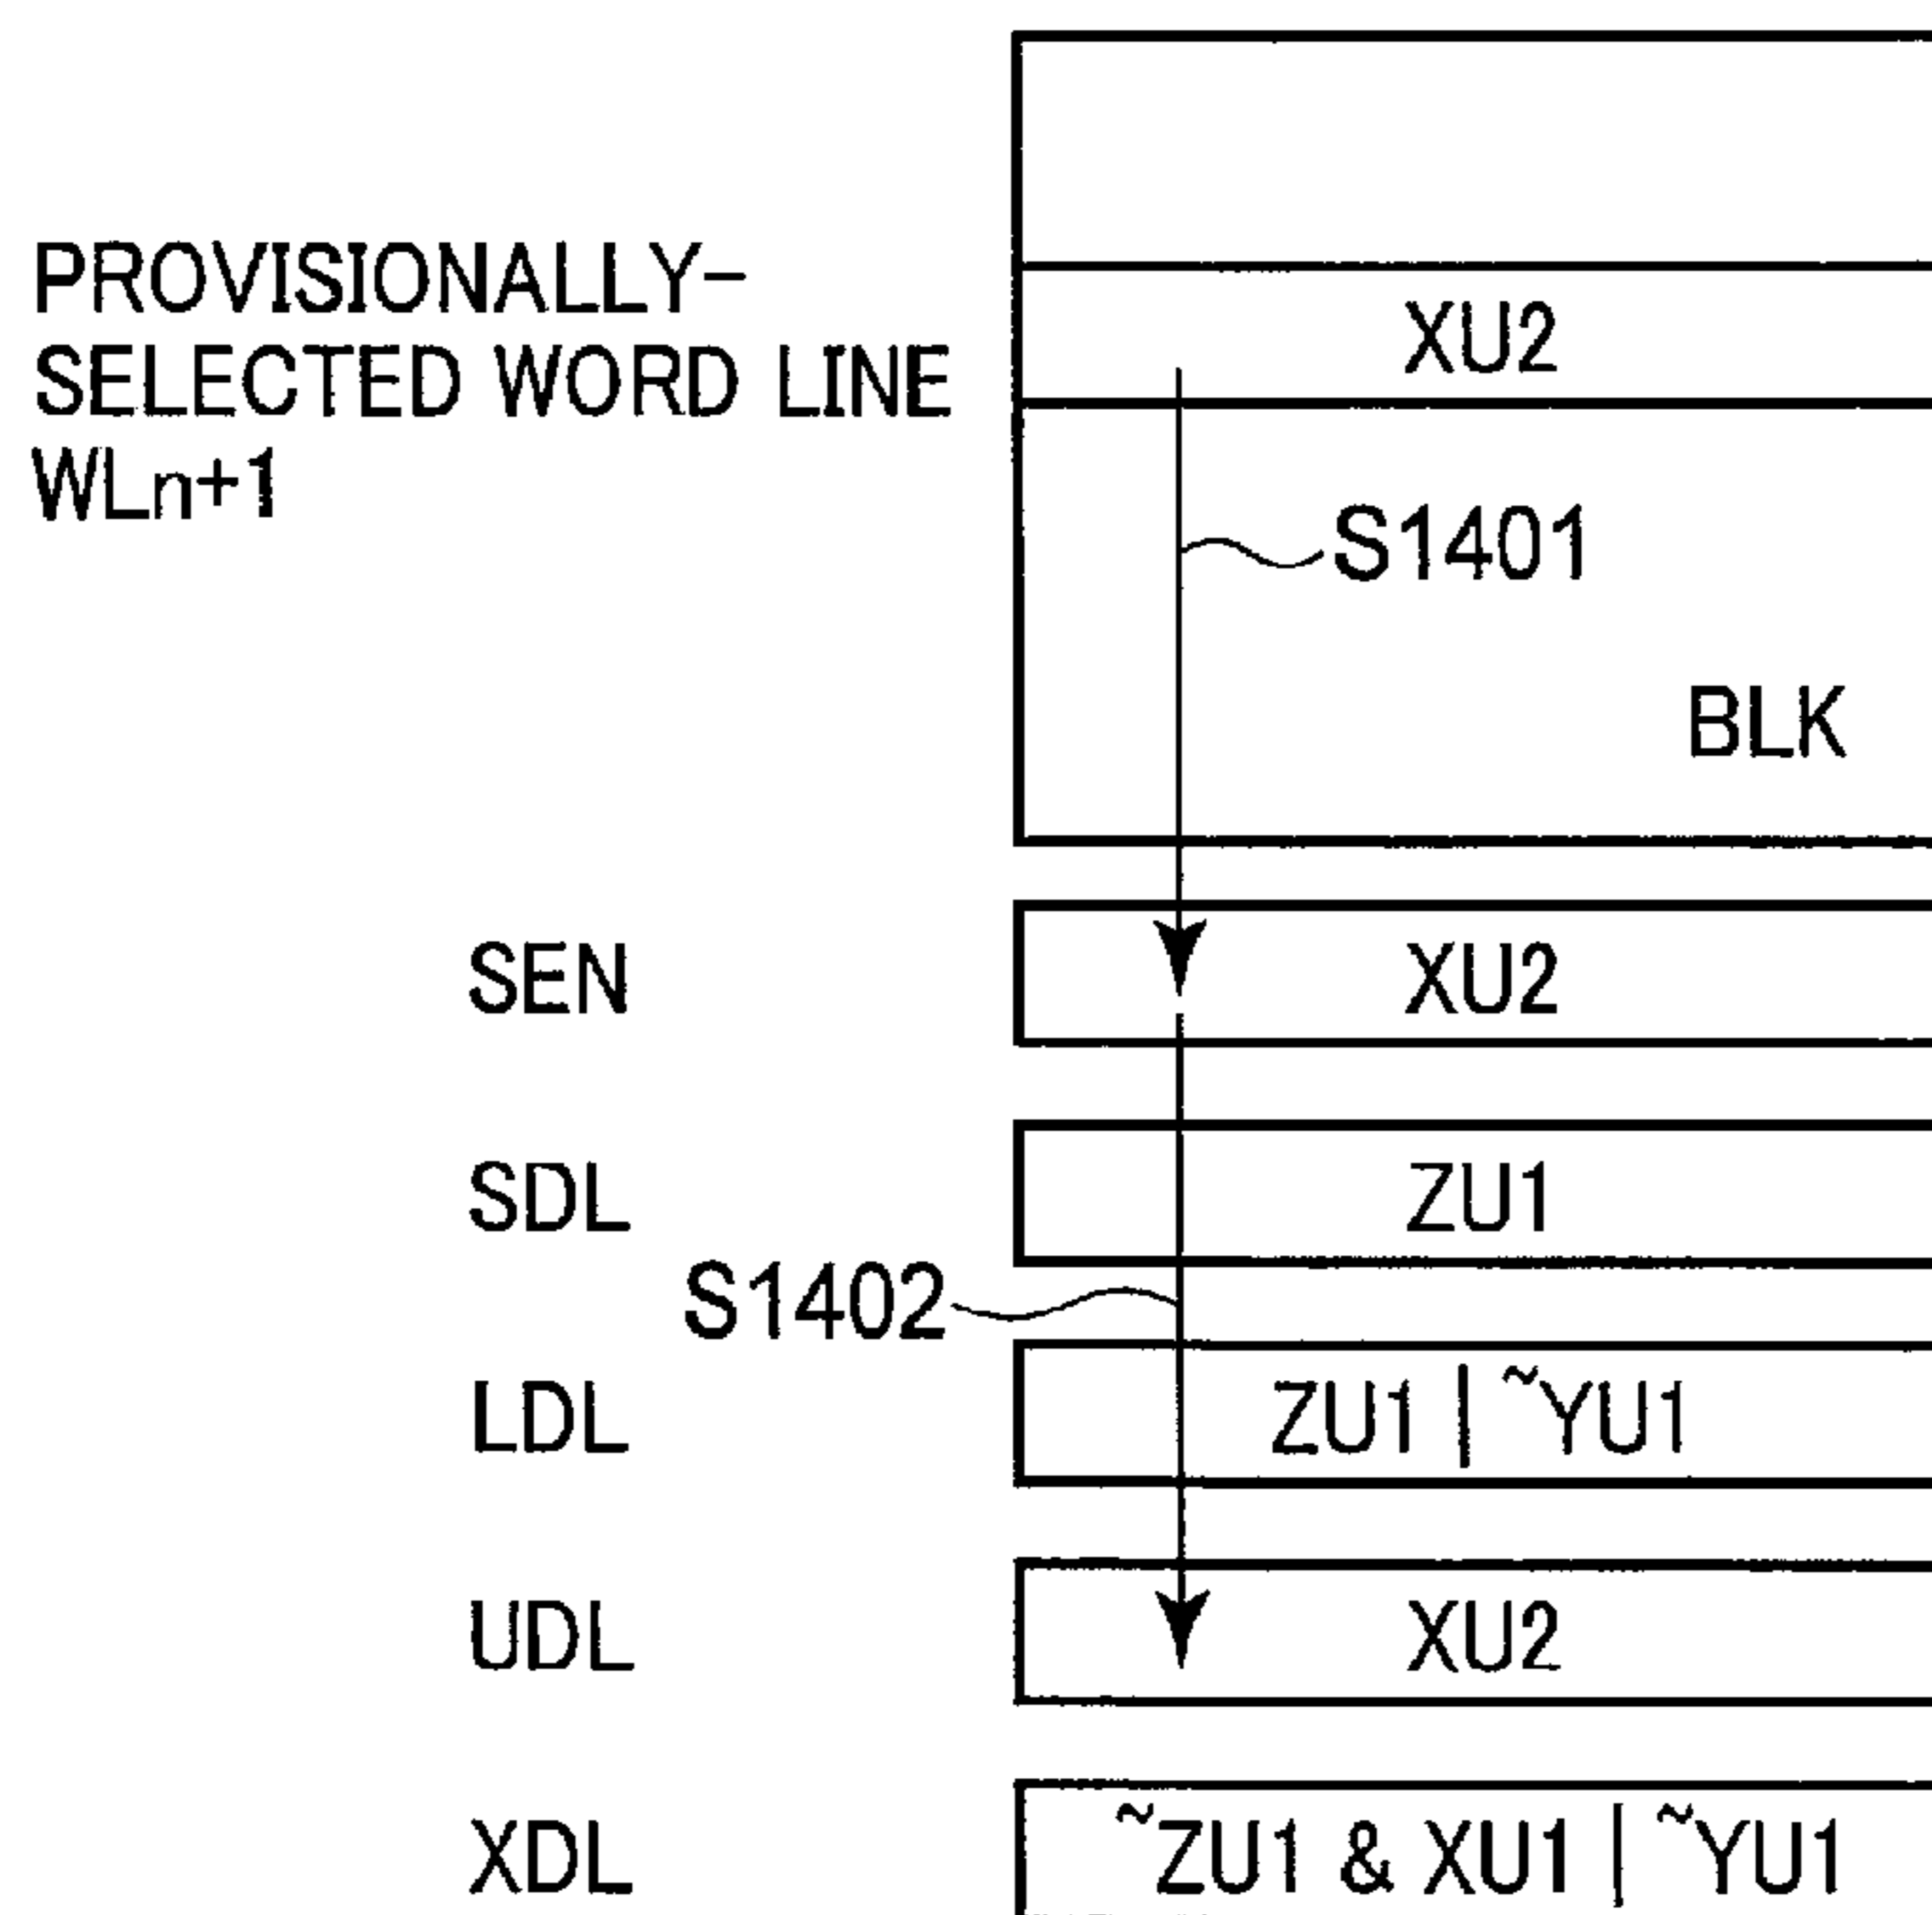 PROVISIONALLY-
SELECTED WORD LINE
WLn+1
XU2
S1401
BLK
SEN
XU2
SDL
ZU1
S1402
LDL
ZU1 | ~YU1
UDL
XU2
XDL
~ZU1 & XU1 | ~YU1